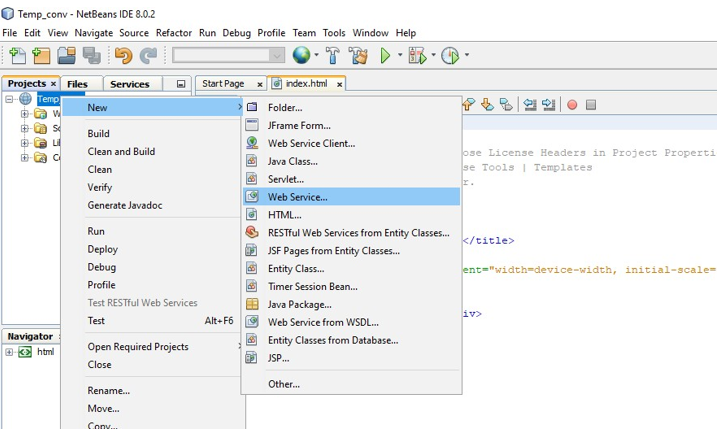 Temp_conv - NetBeans IDE 8.0.2
File Edit View Navigate Source Refactor Run Debug Profile Team Tools Window Help
Projects Files Services
Start Page index.html
Temp_
New
Build
Clean and Build
Clean
Verify
Generate Javadoc
Run
Deploy
Debug
Profile
Test RESTful Web Services
Test Alt+F6
Open Required Projects
Close
Rename...
Move...
Copy...
Folder...
JFrame Form...
Web Service Client...
Java Class...
Servlet...
Web Service...
HTML...
RESTful Web Services from Entity Classes...
JSF Pages from Entity Classes...
Entity Class...
Timer Session Bean...
Java Package...
Web Service from WSDL...
Entity Classes from Database...
JSP...
Other...
ose License Headers in Project Properti
se Tools | Templates
r.
</title>
ent="width=device-width, initial-scale=
iv>
Navigator
html